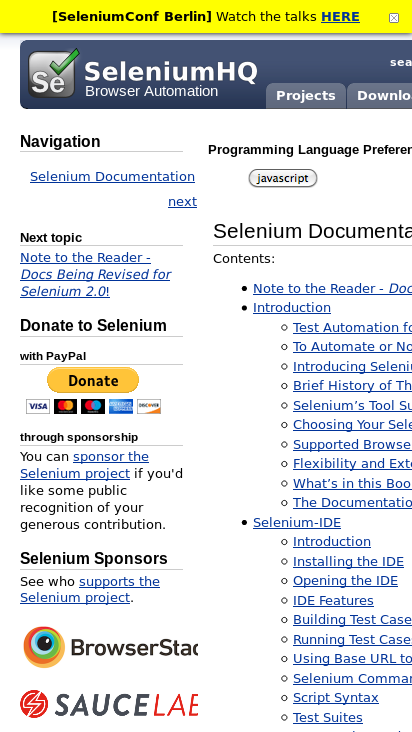 [SeleniumConf Berlin] Watch the talks HERE
Se
SeleniumHQ
Browser Automation
Projects
Navigation
Selenium Documentation
next
Next topic
Note to the Reader -
Docs Being Revised for
Selenium 2.0!
Donate to Selenium
with PayPal
Donate
VISA
through sponsorship
You can sponsor the
Selenium project if you'd
like some public
recognition of your
generous contribution.
Selenium Sponsors
See who supports the
Selenium project.
BrowserStac
SAUCE LAB
Programming Language Preferen
javascript
Selenium Documenta
Contents:
Note to the Reader - Doc
Introduction
Test Automation fo
To Automate or No
Introducing Seleniu
Brief History of Th
Selenium’s Tool Su
Choosing Your Sele
Supported Browse
Flexibility and Exte
What’s in this Boo
The Documentatio
Selenium-IDE
Introduction
Installing the IDE
Opening the IDE
IDE Features
Building Test Case
Running Test Cases
Using Base URL to
Selenium Comman
Script Syntax
Test Suites